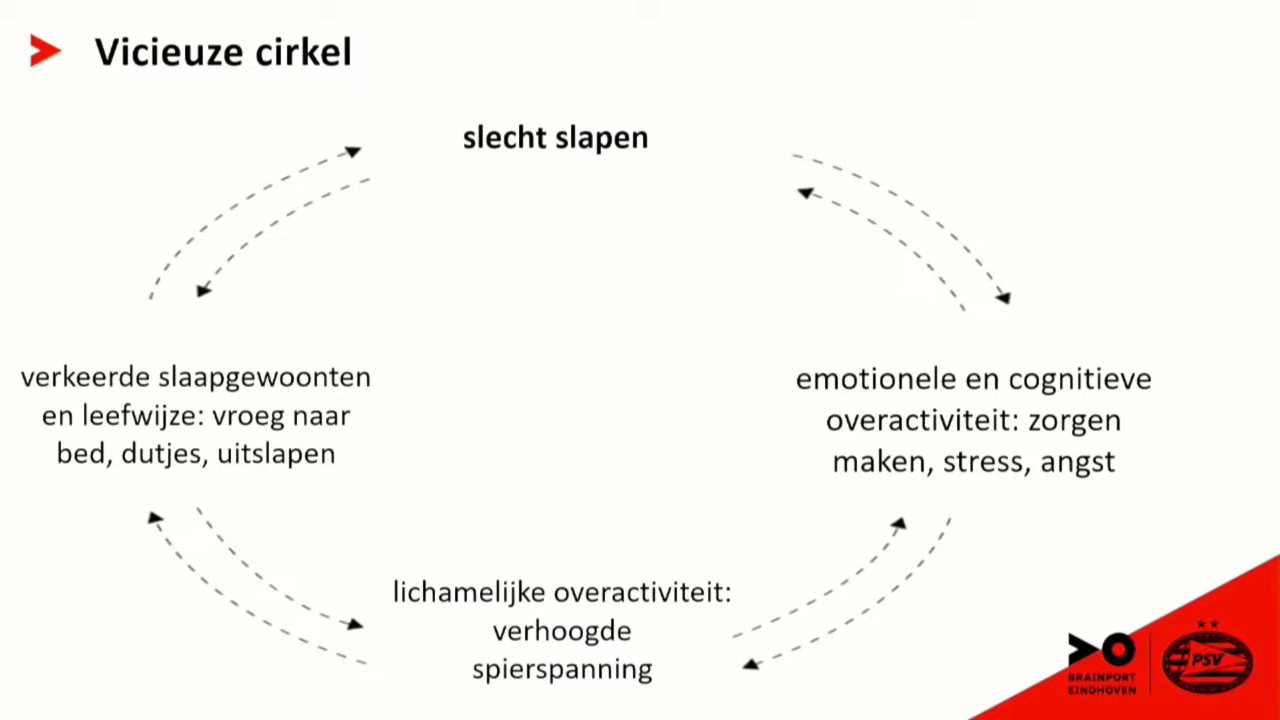 Vicieuze cirkel
slecht slapen
verkeerde slaapgewoonten
en leefwijze: vroeg naar
bed, dutjes, uitslapen
emotionele en cognitieve
overactiviteit: zorgen
maken, stress, angst
lichamelijke overactiviteit:
verhoogde
spierspanning
BRAINPORT
EINDHOVEN
PSV